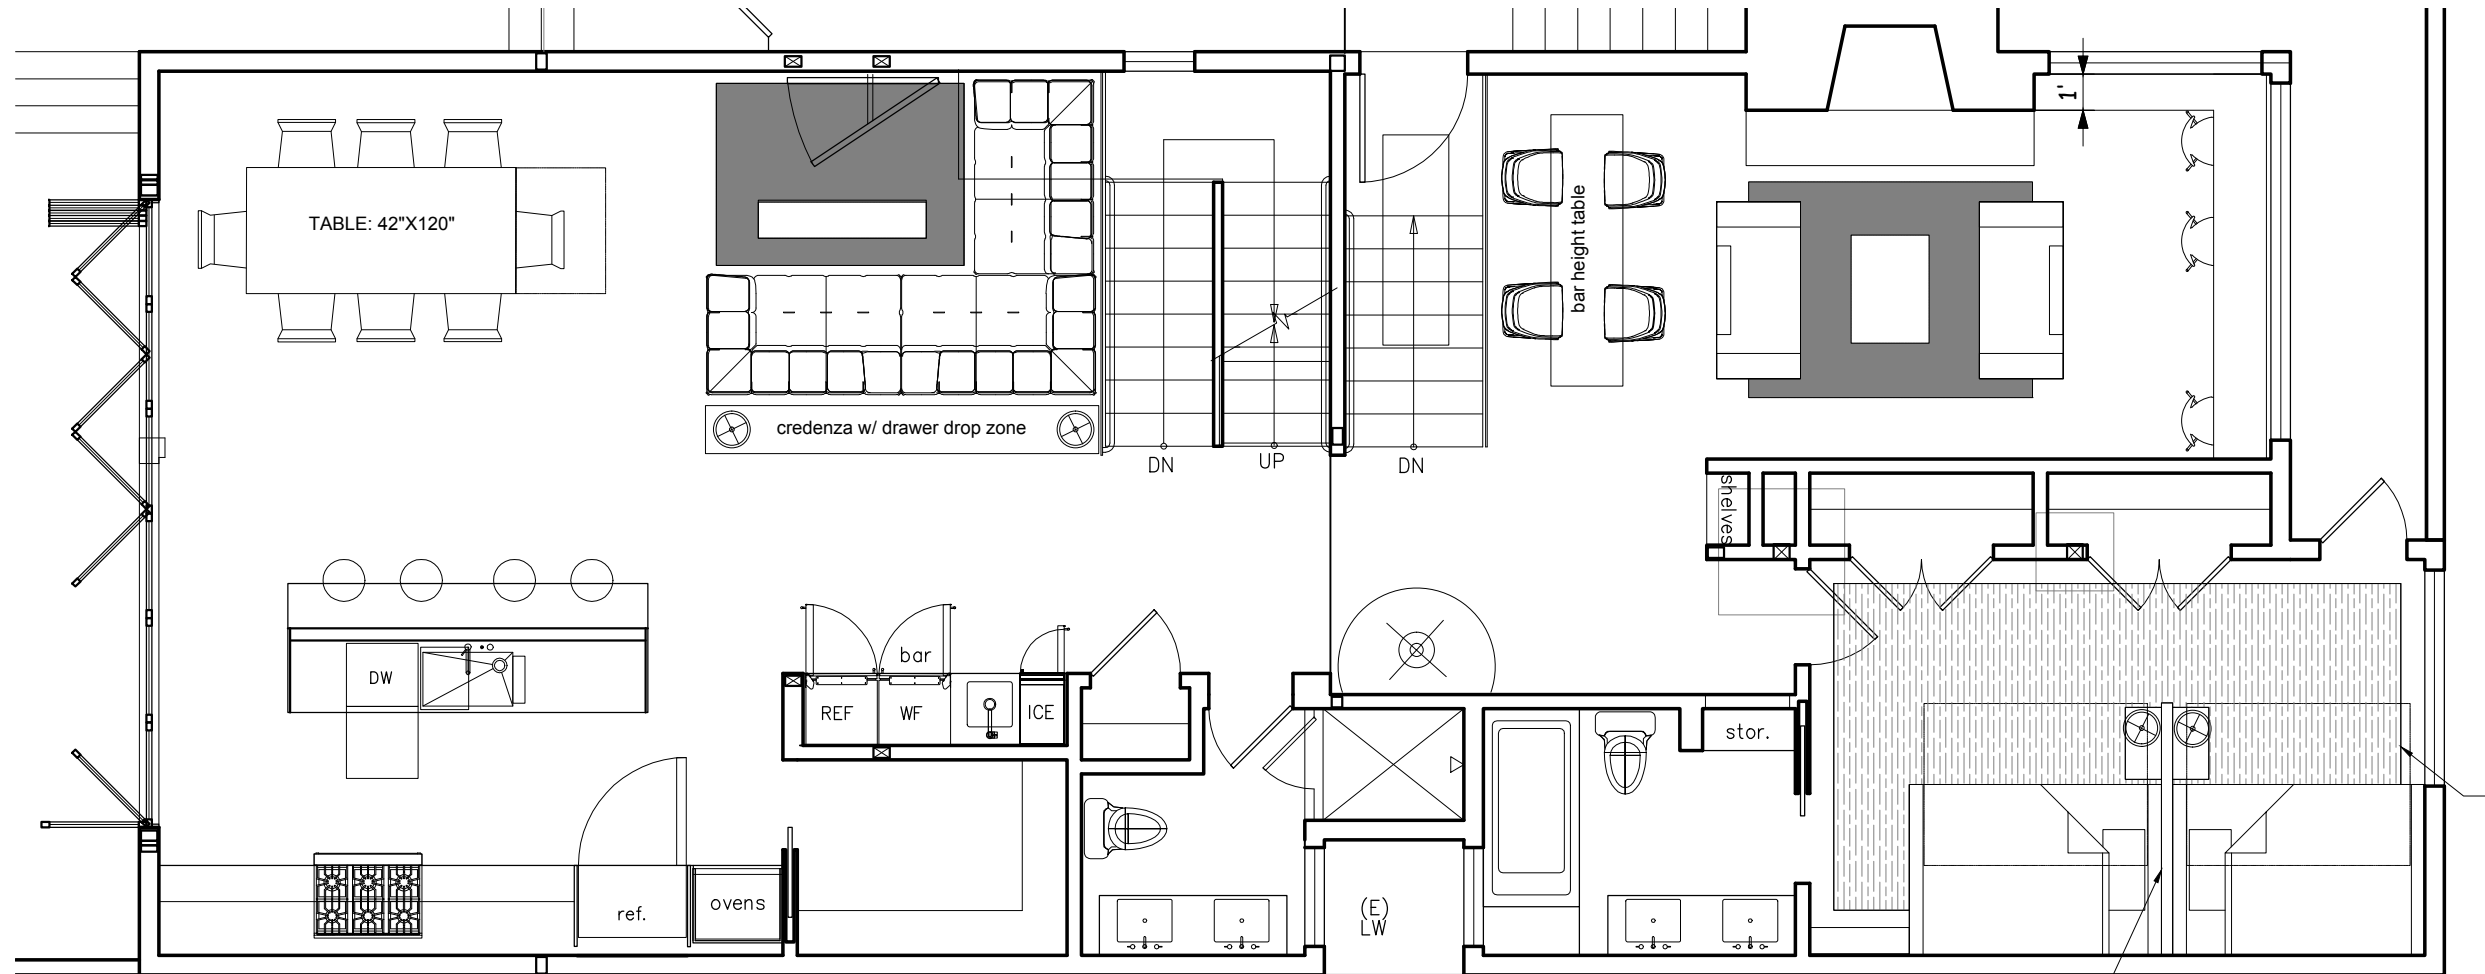 1'
TABLE: 42"X120"
bar height table
credenza w/ drawer drop zone
DN
UP
DN
shelves
bar
DW
REF
WF
ICE
stor.
ref.
ovens
(E)
LW